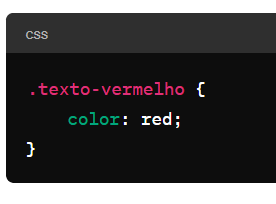 css
.texto-vermelho {
    color: red;
}